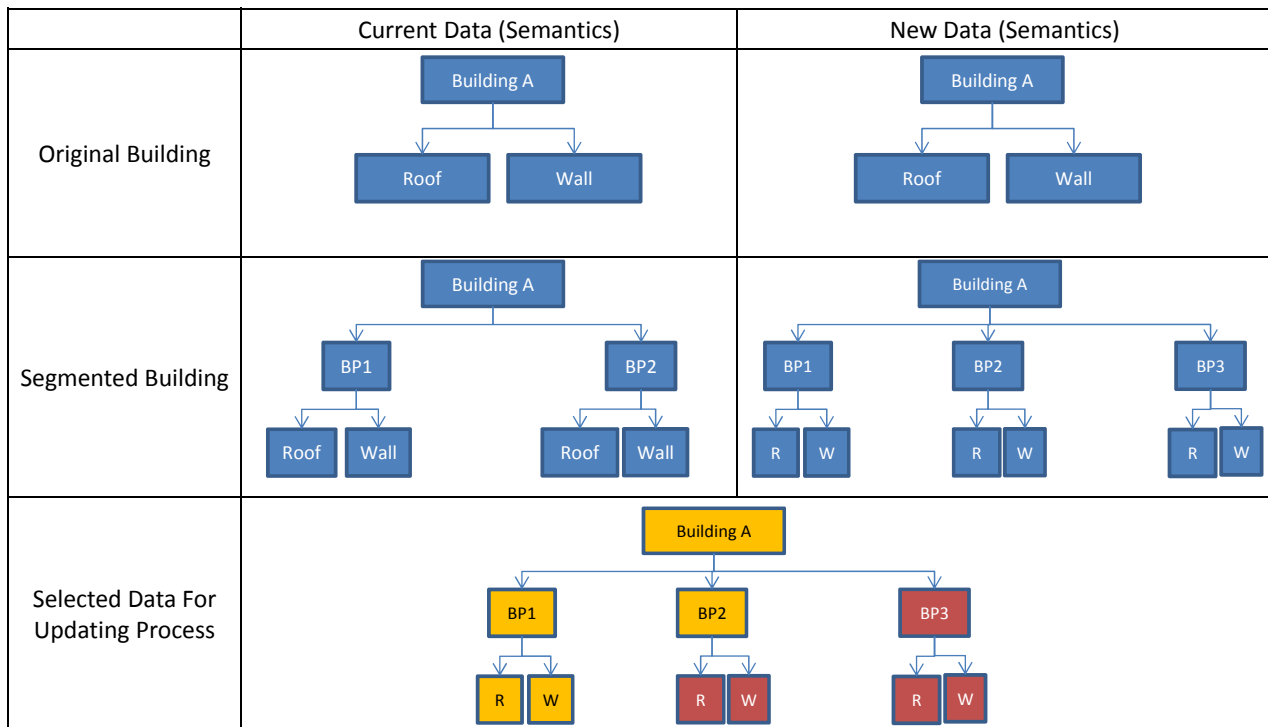 Current Data (Semantics)
New Data (Semantics)
Original Building
Building A
Roof
Wall
Building A
Roof
Wall
Segmented Building
Building A
BP1
BP2
Roof
Wall
Roof
Wall
Building A
BP1
BP2
BP3
R
W
R
W
R
W
Selected Data For
Updating Process
Building A
BP1
BP2
BP3
R
W
R
W
R
W